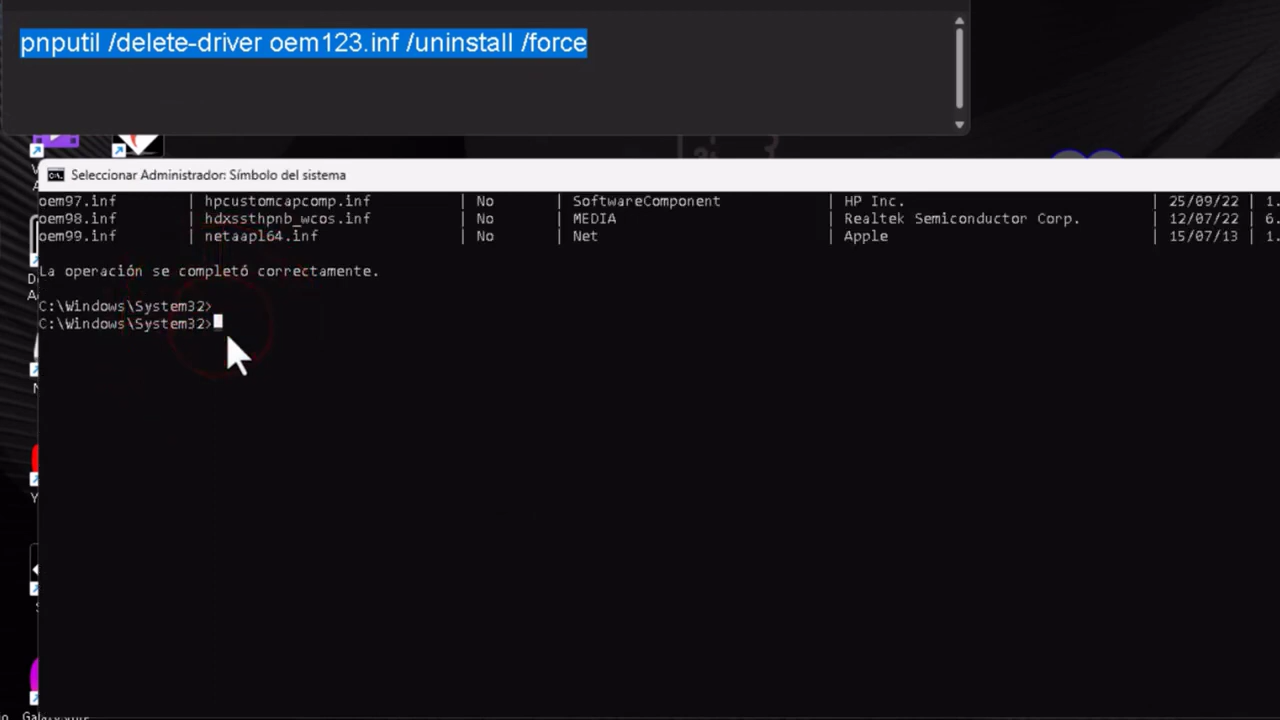 pnputil /delete-driver oem123.inf /uninstall /force
Seleccionar Administrador: Símbolo del sistema
oem97.inf | hpcustomcapcomp.inf | No | SoftwareComponent | HP Inc. | 25/09/22 | 1.
oem98.inf | hdxssthpnb_wcos.inf | No | MEDIA | Realtek Semiconductor Corp. | 12/07/22 | 6.
oem99.inf | netaapl64.inf | No | Net | Apple | 15/07/13 | 1.
La operación se completó correctamente.
C:\Windows\System32>
C:\Windows\System32>